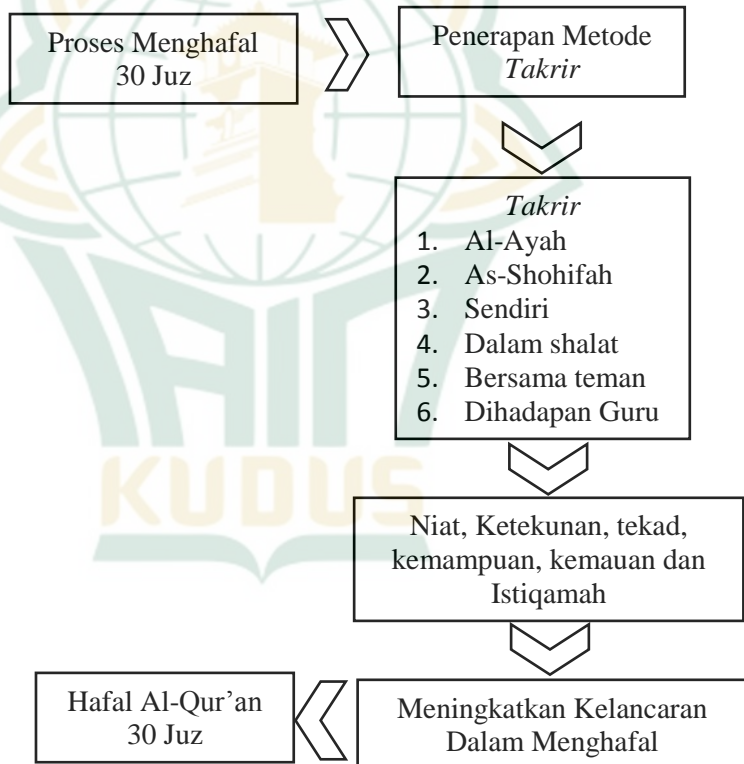 Proses Menghafal
30 Juz
Penerapan Metode
Takrir
Takrir
1. Al-Ayah
2. As-Shohifah
3. Sendiri
4. Dalam shalat
5. Bersama teman
6. Dihadapan Guru
Niat, Ketekunan, tekad,
kemampuan, kemauan dan
Istiqamah
Meningkatkan Kelancaran
Dalam Menghafal
Hafal Al-Qur’an
30 Juz
IAIN
KUDUS